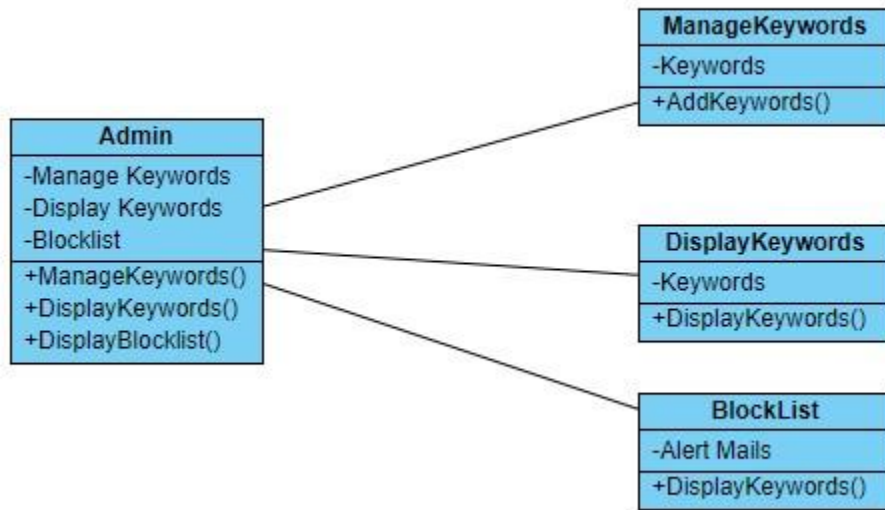 Admin
-Manage Keywords
-Display Keywords
-Blocklist
+ManageKeywords()
+DisplayKeywords()
+DisplayBlocklist()
ManageKeywords
-Keywords
+AddKeywords()
DisplayKeywords
-Keywords
+DisplayKeywords()
BlockList
-Alert Mails
+DisplayKeywords()